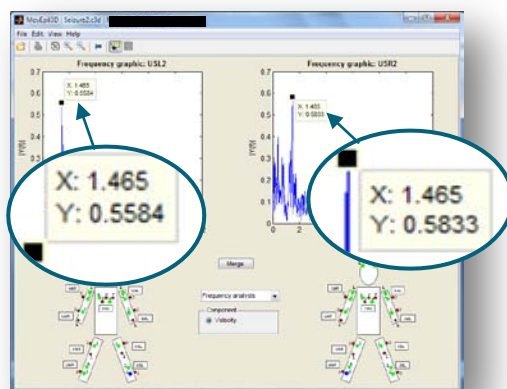 MovEpil3D | Seizure2.c3d |
File Edit View Help
Frequency graphic: USL2
Frequency graphic: USR2
0.7
0.6
0.5
0.4
0.3
|Y(f)|
X: 1.465
Y: 0.5584
0.7
0.6
0.5
0.4
0.3
0.2
0.1
0
0
2
|Y(f)|
X: 1.465
Y: 0.5833
X: 1.465
Y: 0.5584
X: 1.465
Y: 0.5833
Merge
Frequency analysis
Component
Velocity